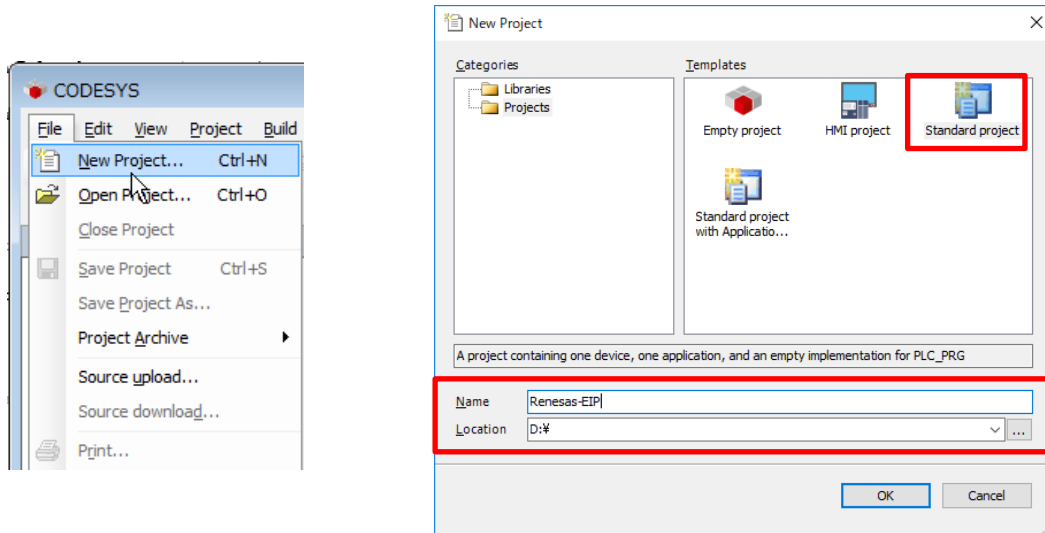 CODESYS
File Edit View Project Build
New Project... Ctrl+N
Open Project... Ctrl+O
Close Project
Save Project Ctrl+S
Save Project As...
Project Archive
Source upload...
Source download...
Print...
New Project
Categories
Libraries
Projects
Templates
Empty project
HMI project
Standard project
Standard project
with Applicatio...
A project containing one device, one application, and an empty implementation for PLC_PRG
Name Renesas-EIP
Location D:¥ ...
OK Cancel